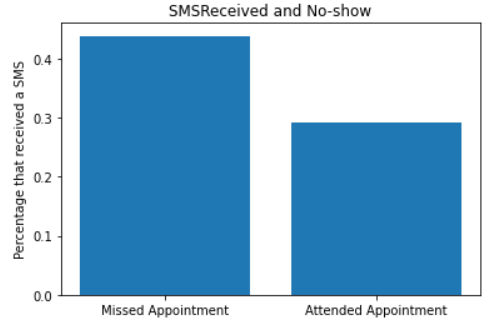 SMSReceived and No-show
Percentage that received a SMS
0.4
0.3
0.2
0.1
0.0
Missed Appointment
Attended Appointment